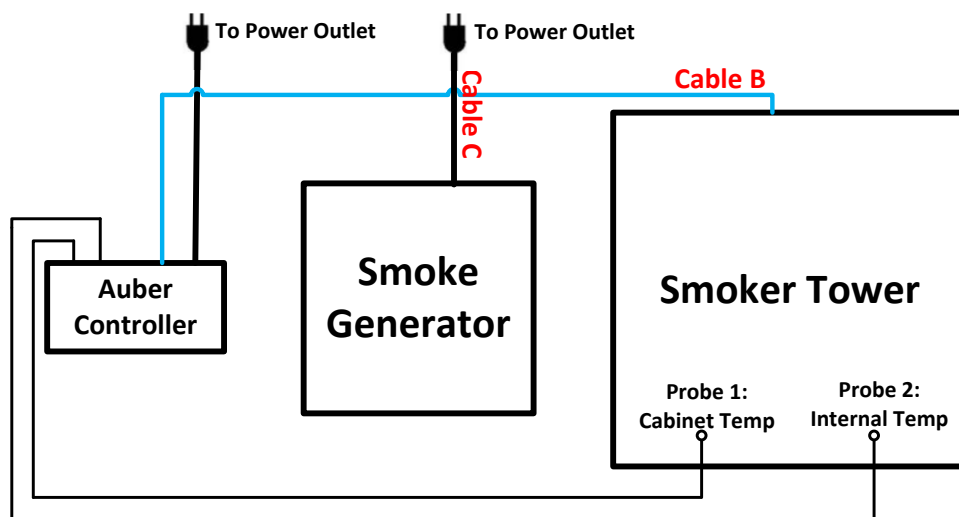 To Power Outlet
To Power Outlet
Cable B
Cable C
Auber
Controller
Smoke
Generator
Smoker Tower
Probe 1:
Cabinet Temp
Probe 2:
Internal Temp